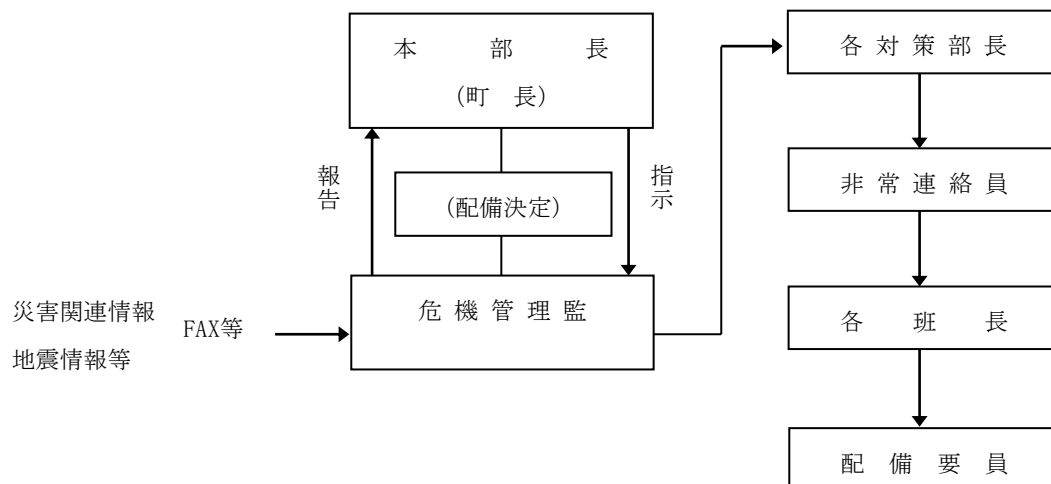 本部長
(町 長)
報告
指示
(配備決定)
危機管理監
災害関連情報
地震情報等
FAX等
各対策部長
非常連絡員
各班長
配備要員